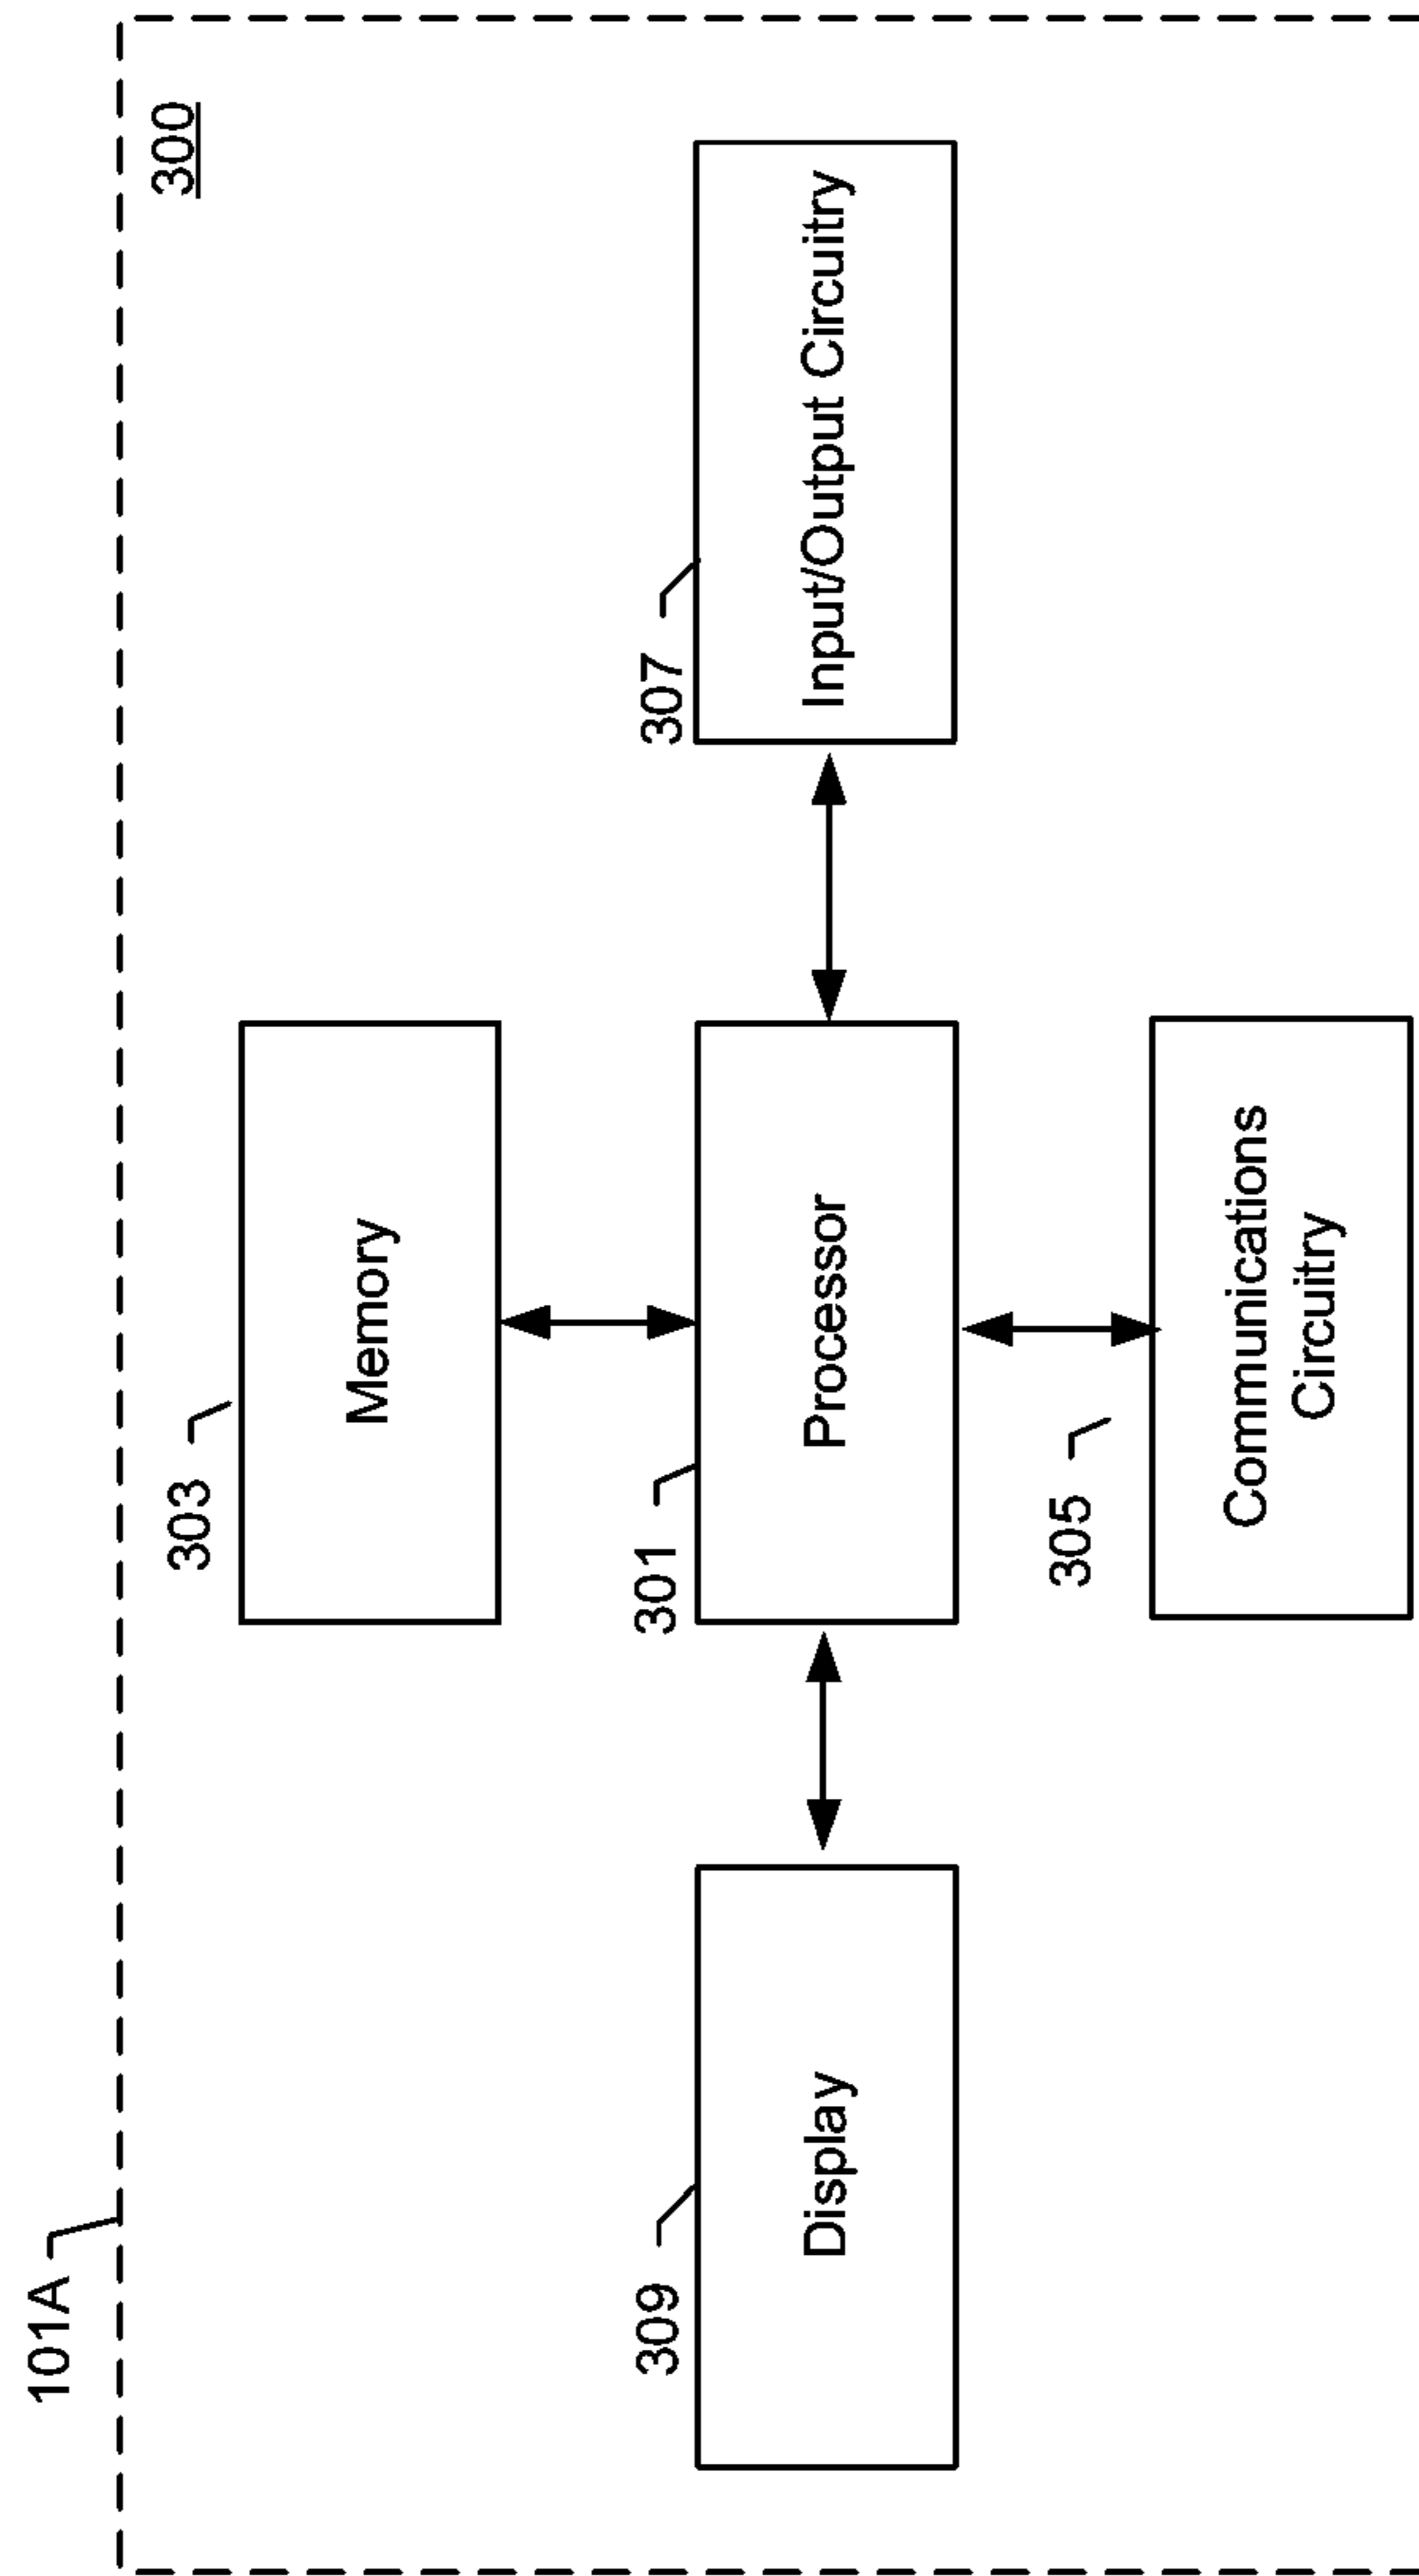 101A
300
303
Memory
309
Display
301
Processor
307
Input/Output Circuitry
305
Communications
Circuitry